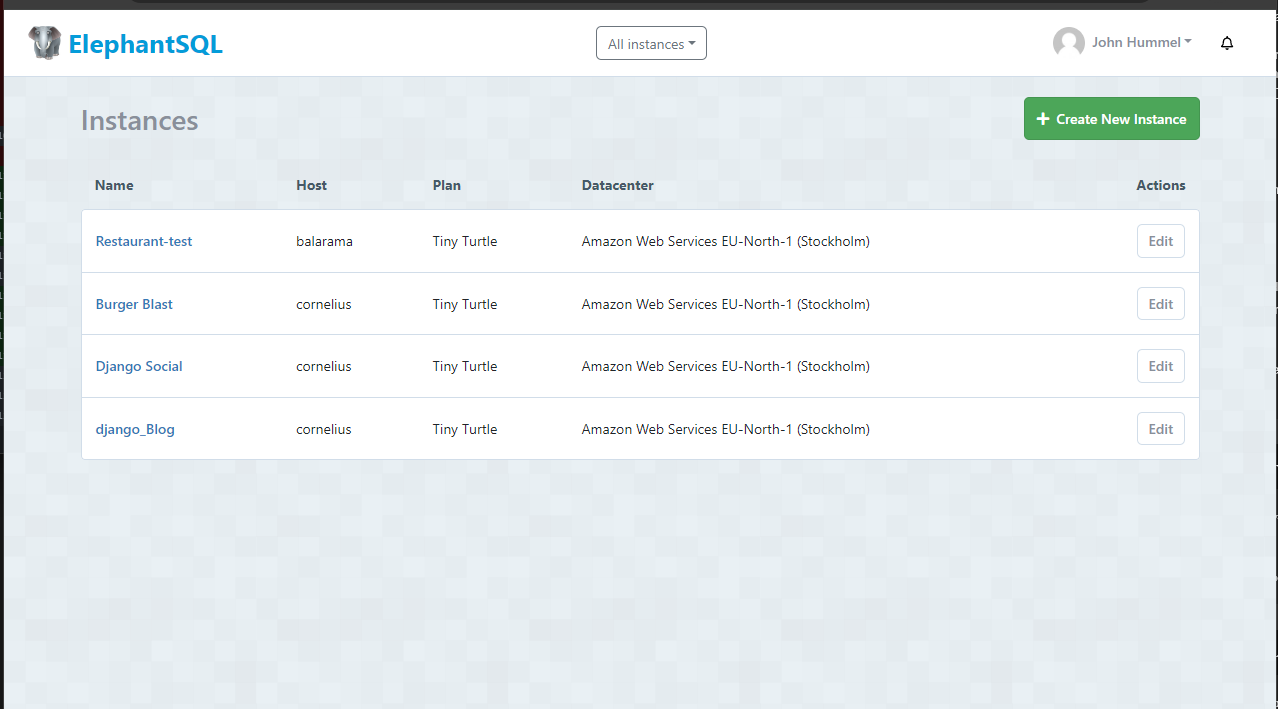 ElephantSQL All instances John Hummel
Instances
Create New Instance
Name Host Plan Datacenter Actions
Restaurant-test balarama Tiny Turtle Amazon Web Services EU-North-1 (Stockholm) Edit
Burger Blast cornelius Tiny Turtle Amazon Web Services EU-North-1 (Stockholm) Edit
Django Social cornelius Tiny Turtle Amazon Web Services EU-North-1 (Stockholm) Edit
django_Blog cornelius Tiny Turtle Amazon Web Services EU-North-1 (Stockholm) Edit